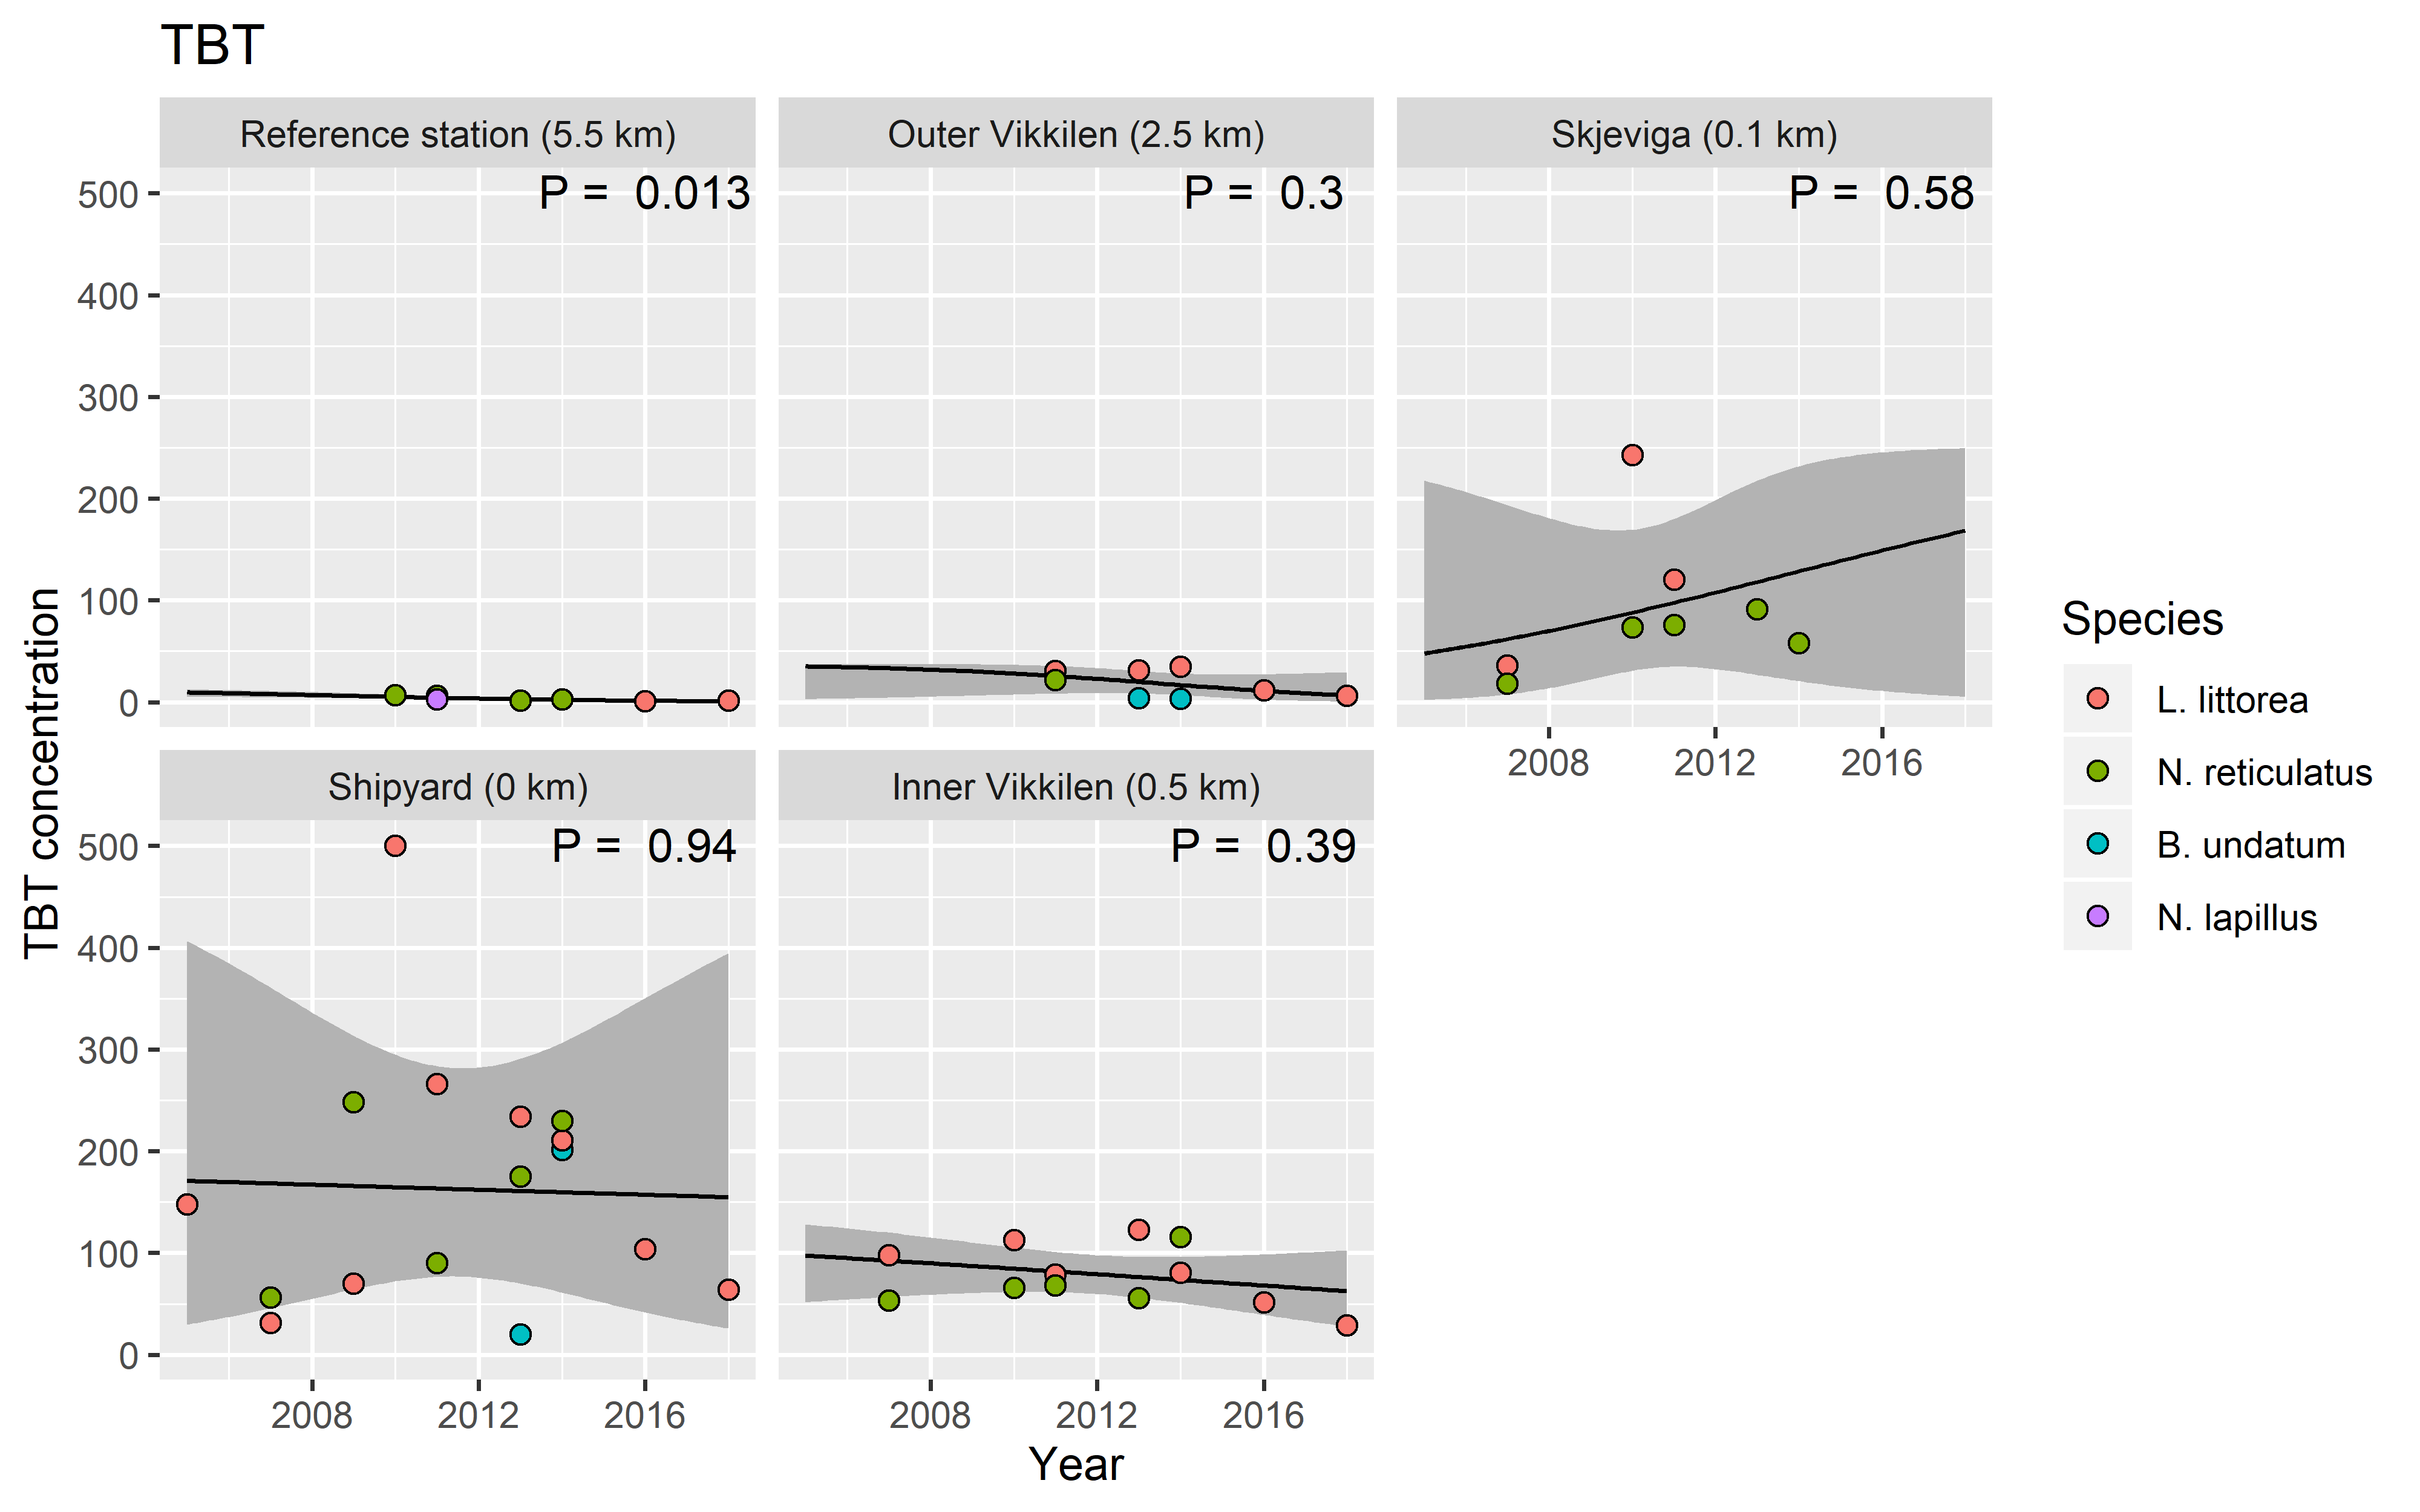 TBT
Reference station (5.5 km)
Outer Vikkilen (2.5 km)
Skjeviga (0.1 km)
P =  0.013
P =  0.3
P =  0.58
500
400
300
200
100
0
2008 2012 2016
Shipyard (0 km)
Inner Vikkilen (0.5 km)
P =  0.94
P =  0.39
500
400
300
200
100
0
2008 2012 2016
2008 2012 2016
Year
TBT concentration
Species
L. littorea
N. reticulatus
B. undatum
N. lapillus